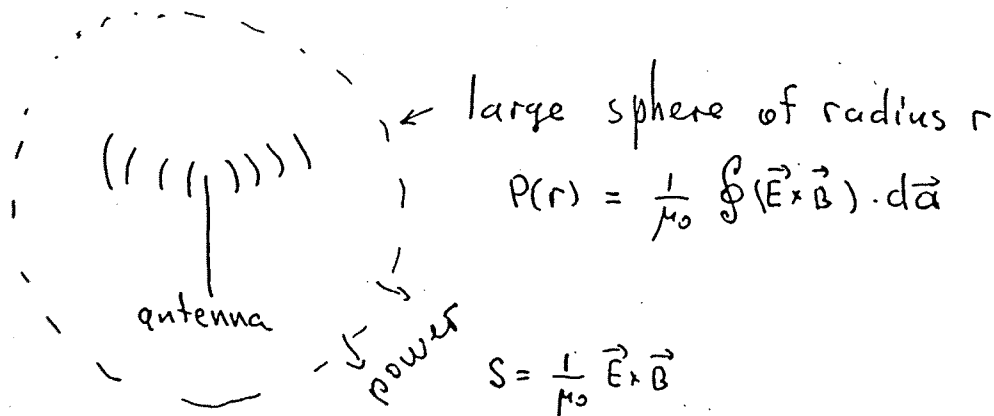 large sphere of radius r
P(r) = 1/μ₀ ∮(E⃗×B⃗)·da⃗
antenna
power
S = 1/μ₀ E⃗×B⃗